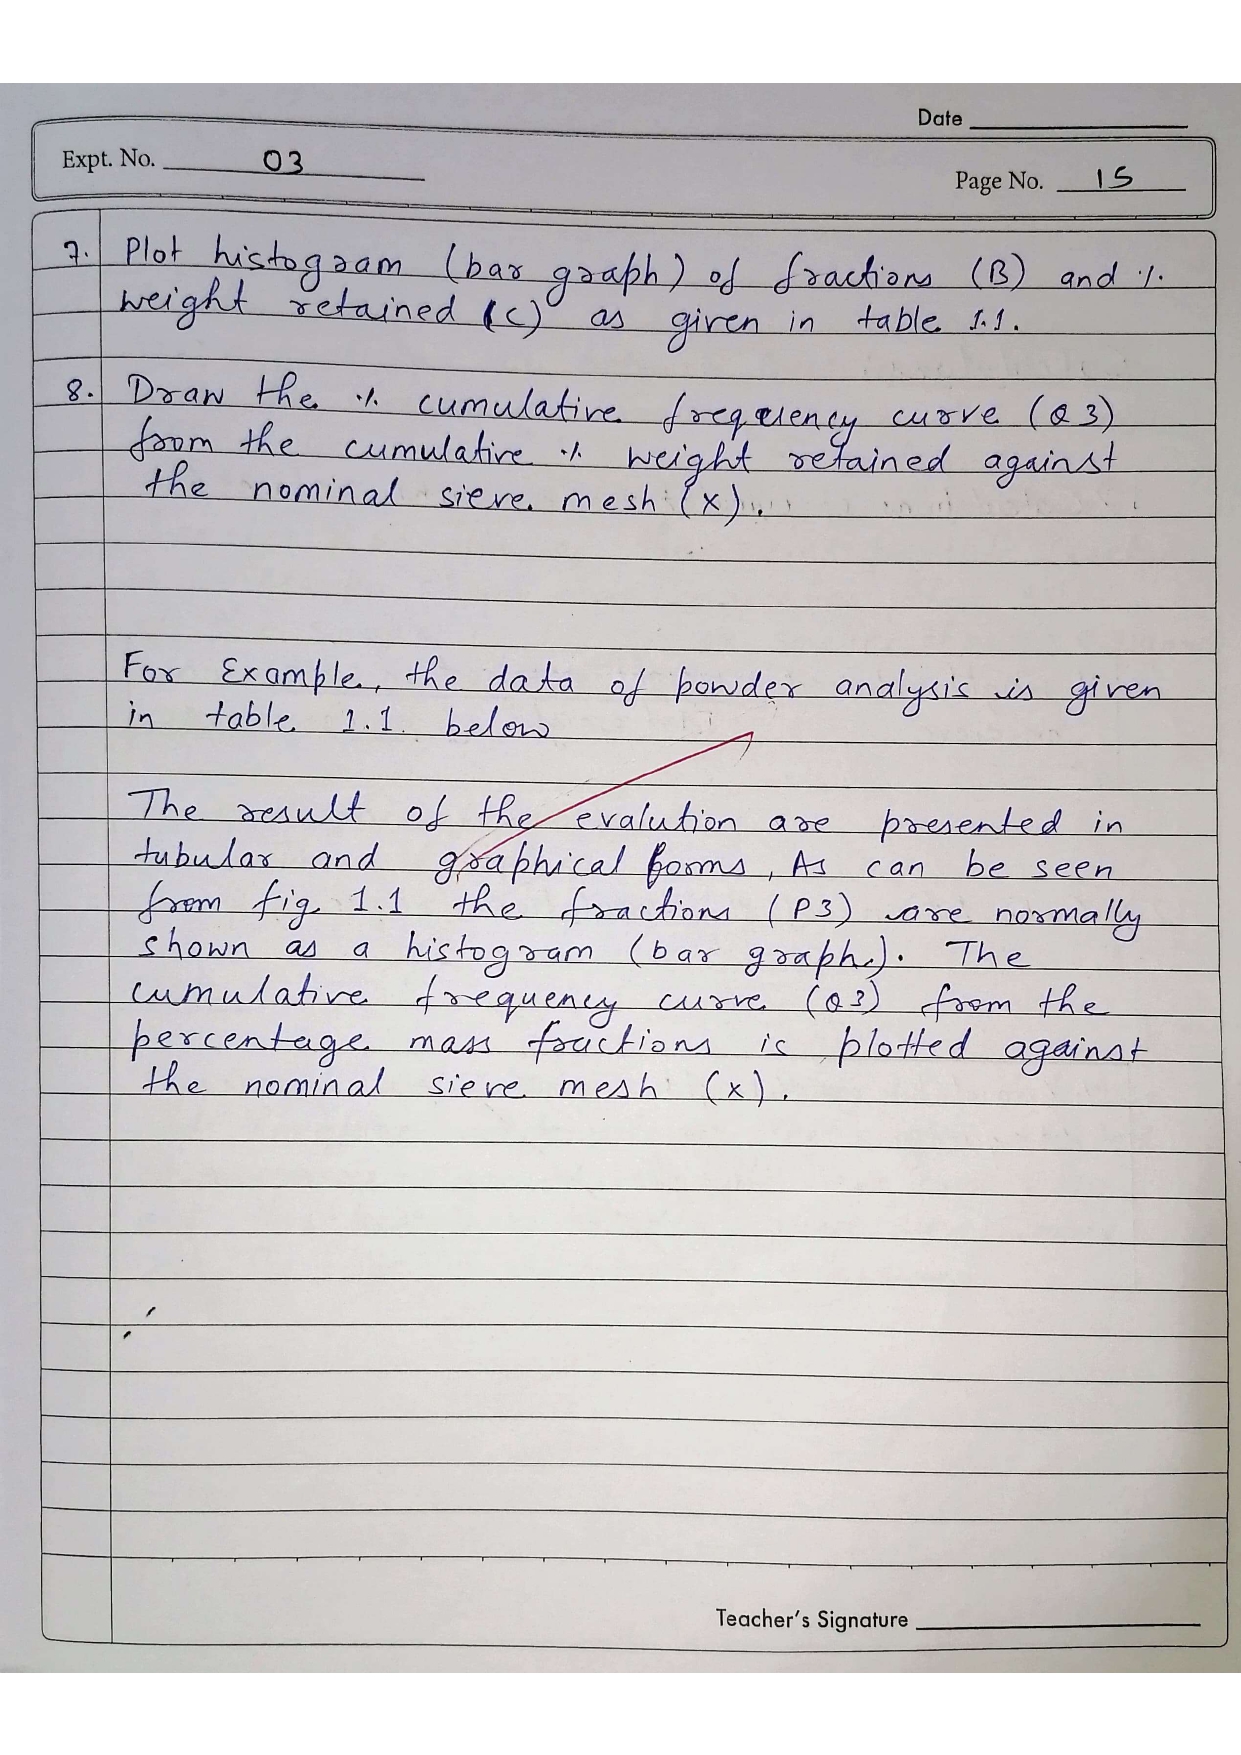 Date
Expt. No. 03
Page No. 15
7. Plot histogram (bar graph) of fractions (B) and %
weight retained (C) as given in table 1.1.
8. Draw the % cumulative frequency curve (Q3)
from the cumulative % weight retained against
the nominal sieve mesh (x).
For Example, the data of powder analysis is given
in table 1.1. below
The result of the evalution are presented in
tubular and graphical forms, As can be seen
from fig. 1.1 the fractions (P3) are normally
shown as a histogram (bar graph). The
cumulative frequency curve (Q3) from the
percentage mass fractions is plotted against
the nominal sieve mesh (x).
Teacher's Signature